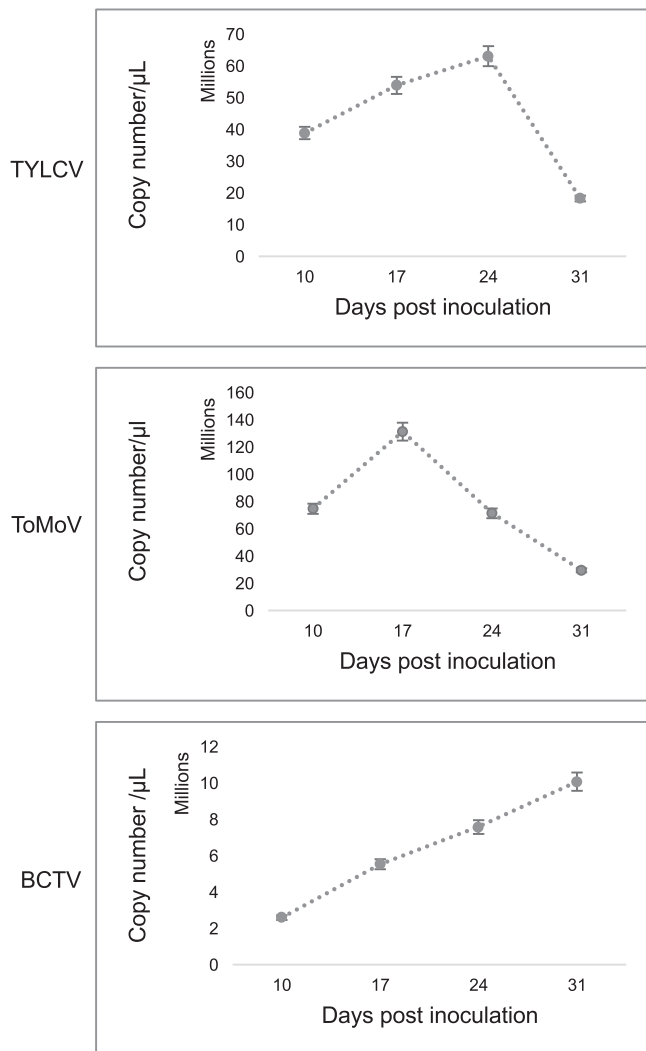 TYLCV
Copy number/µL
Millions
70
60
50
40
30
20
10
0
10 17 24 31
Days post inoculation
ToMoV
Copy number/µl
Millions
160
140
120
100
80
60
40
20
0
10 17 24 31
Days post inoculation
BCTV
Copy number /µL
Millions
12
10
8
6
4
2
0
10 17 24 31
Days post inoculation